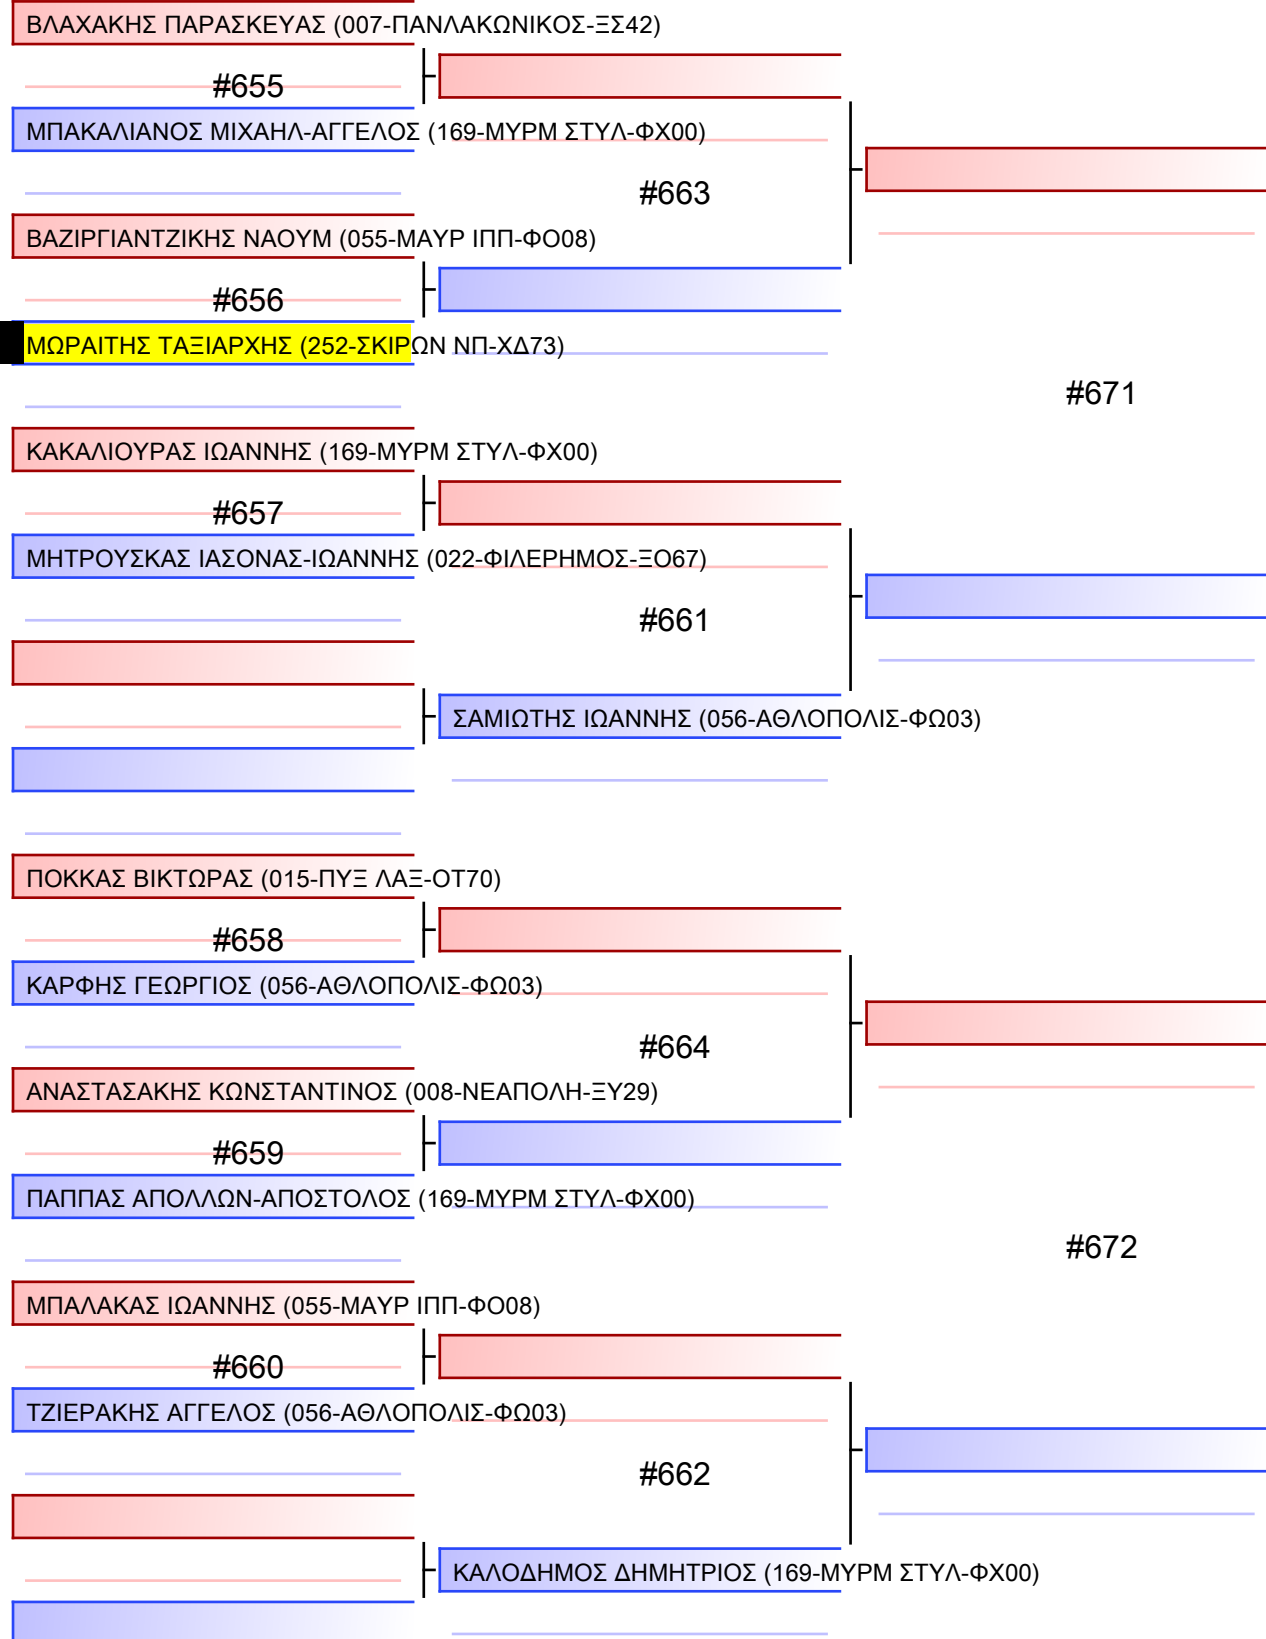 ΒΛΑΧΑΚΗΣ ΠΑΡΑΣΚΕΥΑΣ (007-ΠΑΝΛΑΚΩΝΙΚΟΣ-ΞΣ42)
#655
ΜΠΑΚΑΛΙΑΝΟΣ ΜΙΧΑΗΛ-ΑΓΓΕΛΟΣ (169-ΜΥΡΜ ΣΤΥΛ-ΦΧ00)
#663
ΒΑΖΙΡΓΙΑΝΤΖΙΚΗΣ ΝΑΟΥΜ (055-ΜΑΥΡ ΙΠΠ-ΦΟ08)
#656
ΜΩΡΑΙΤΗΣ ΤΑΞΙΑΡΧΗΣ (252-ΣΚΙΡΩΝ ΝΠ-ΧΔ73)
#671
ΚΑΚΑΛΙΟΥΡΑΣ ΙΩΑΝΝΗΣ (169-ΜΥΡΜ ΣΤΥΛ-ΦΧ00)
#657
ΜΗΤΡΟΥΣΚΑΣ ΙΑΣΟΝΑΣ-ΙΩΑΝΝΗΣ (022-ΦΙΛΕΡΗΜΟΣ-ΞΟ67)
#661
ΣΑΜΙΩΤΗΣ ΙΩΑΝΝΗΣ (056-ΑΘΛΟΠΟΛΙΣ-ΦΩ03)
ΠΟΚΚΑΣ ΒΙΚΤΩΡΑΣ (015-ΠΥΞ ΛΑΞ-ΟΤ70)
#658
ΚΑΡΦΗΣ ΓΕΩΡΓΙΟΣ (056-ΑΘΛΟΠΟΛΙΣ-ΦΩ03)
#664
ΑΝΑΣΤΑΣΑΚΗΣ ΚΩΝΣΤΑΝΤΙΝΟΣ (008-ΝΕΑΠΟΛΗ-ΞΥ29)
#659
ΠΑΠΠΑΣ ΑΠΟΛΛΩΝ-ΑΠΟΣΤΟΛΟΣ (169-ΜΥΡΜ ΣΤΥΛ-ΦΧ00)
#672
ΜΠΑΛΑΚΑΣ ΙΩΑΝΝΗΣ (055-ΜΑΥΡ ΙΠΠ-ΦΟ08)
#660
ΤΖΙΕΡΑΚΗΣ ΑΓΓΕΛΟΣ (056-ΑΘΛΟΠΟΛΙΣ-ΦΩ03)
#662
ΚΑΛΟΔΗΜΟΣ ΔΗΜΗΤΡΙΟΣ (169-ΜΥΡΜ ΣΤΥΛ-ΦΧ00)